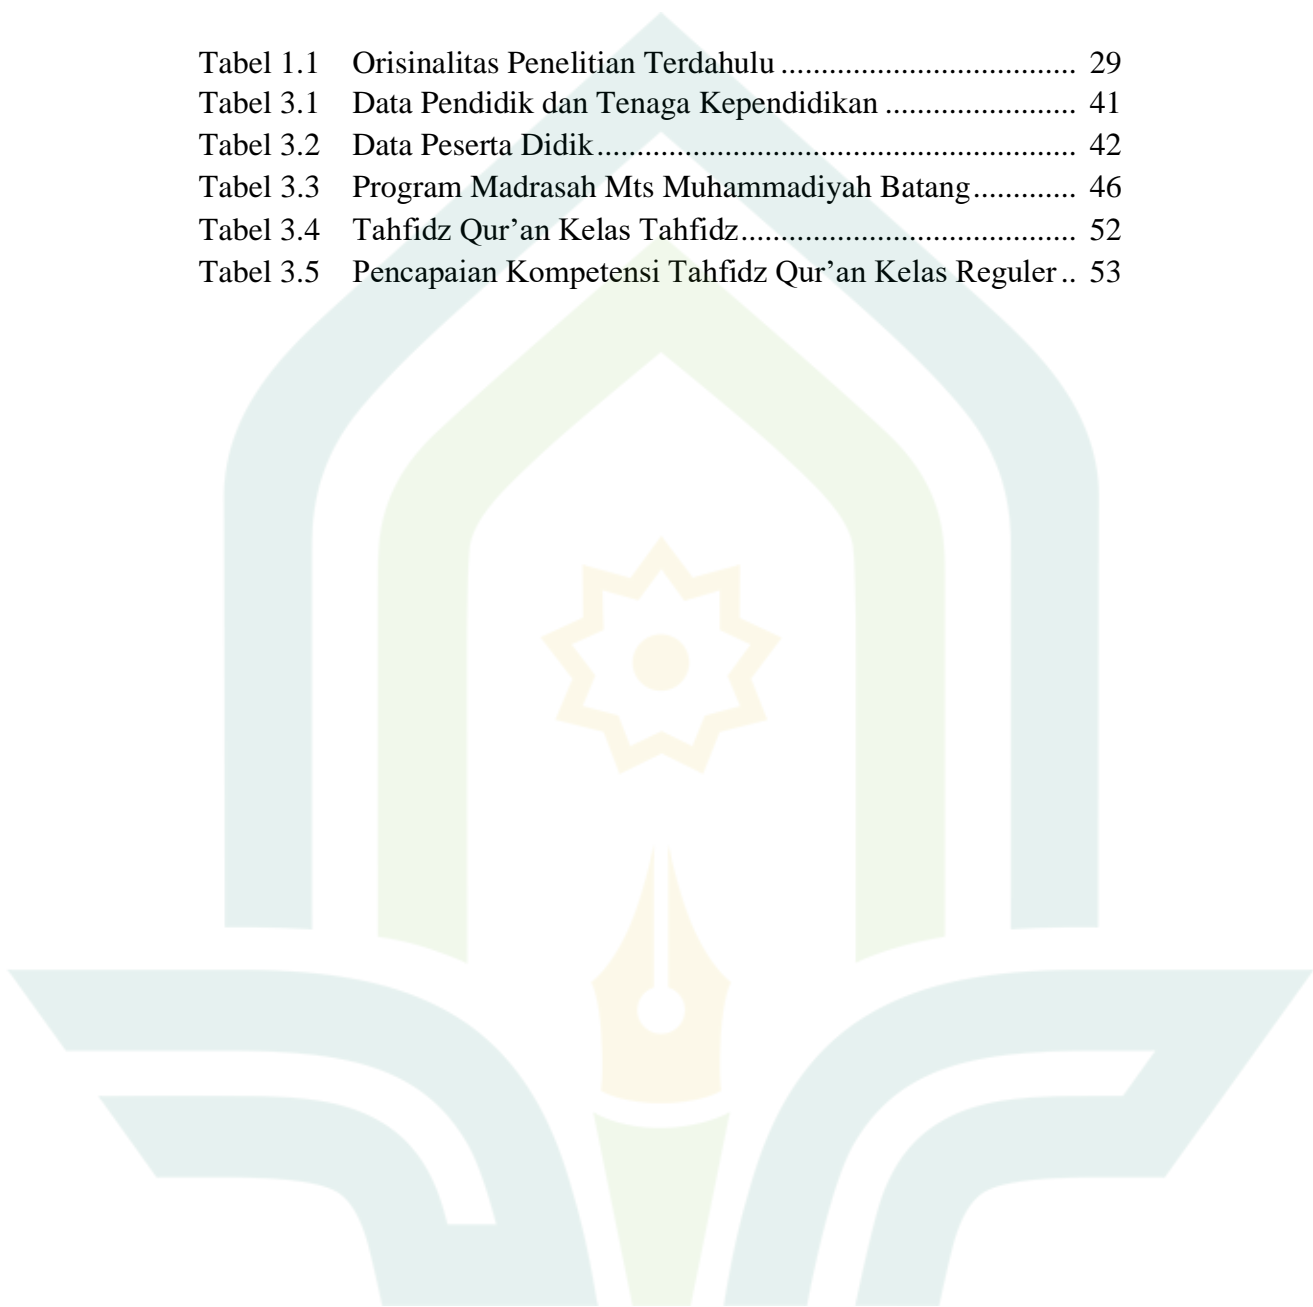 Tabel 1.1 Orisinalitas Penelitian Terdahulu ..................................... 29
Tabel 3.1 Data Pendidik dan Tenaga Kependidikan ........................ 41
Tabel 3.2 Data Peserta Didik............................................................ 42
Tabel 3.3 Program Madrasah Mts Muhammadiyah Batang............. 46
Tabel 3.4 Tahfidz Qur’an Kelas Tahfidz.......................................... 52
Tabel 3.5 Pencapaian Kompetensi Tahfidz Qur’an Kelas Reguler.. 53